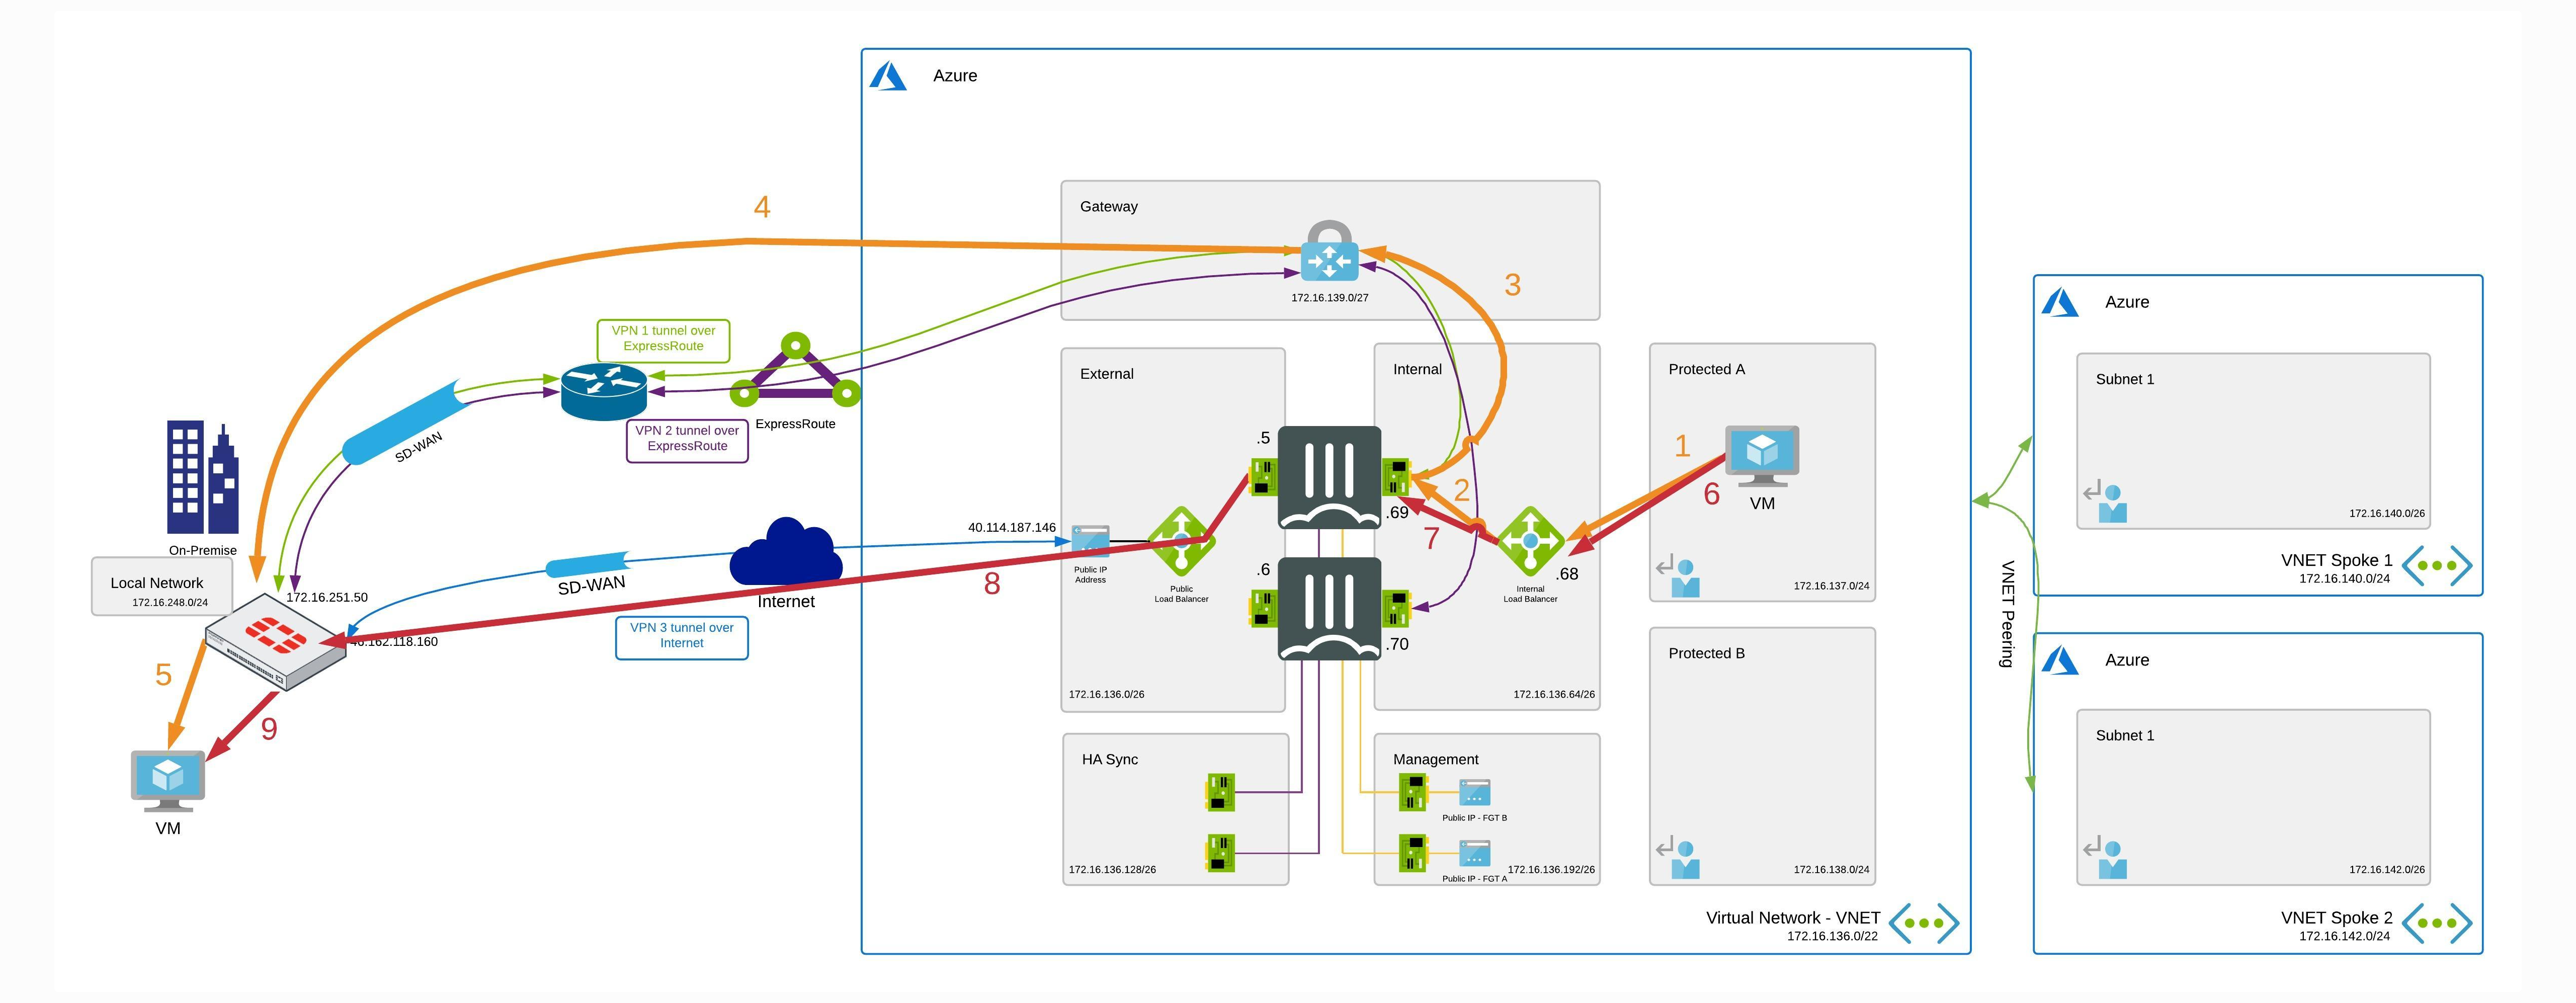 Azure
4
Gateway
3
172.16.139.0/27
Azure
VPN 1 tunnel over
ExpressRoute
External
Internal
Protected A
Subnet 1
VPN 2 tunnel over
ExpressRoute
ExpressRoute
SD-WAN
.5
1
2
6
VM
.69
7
172.16.140.0/26
40.114.187.146
On-Premise
VNET Spoke 1
172.16.140.0/24
Local Network
172.16.248.0/24
172.16.251.50
SD-WAN
Internet
8
Public IP
Address
Public
Load Balancer
.6
Internal
Load Balancer
.68
172.16.137.0/24
VNET Peering
VPN 3 tunnel over
Internet
40.162.118.160
.70
Protected B
Azure
5
9
172.16.136.0/26
172.16.136.64/26
Subnet 1
HA Sync
Management
Public IP - FGT B
VM
172.16.136.128/26
Public IP - FGT A
172.16.136.192/26
172.16.138.0/24
172.16.142.0/26
Virtual Network - VNET
172.16.136.0/22
VNET Spoke 2
172.16.142.0/24